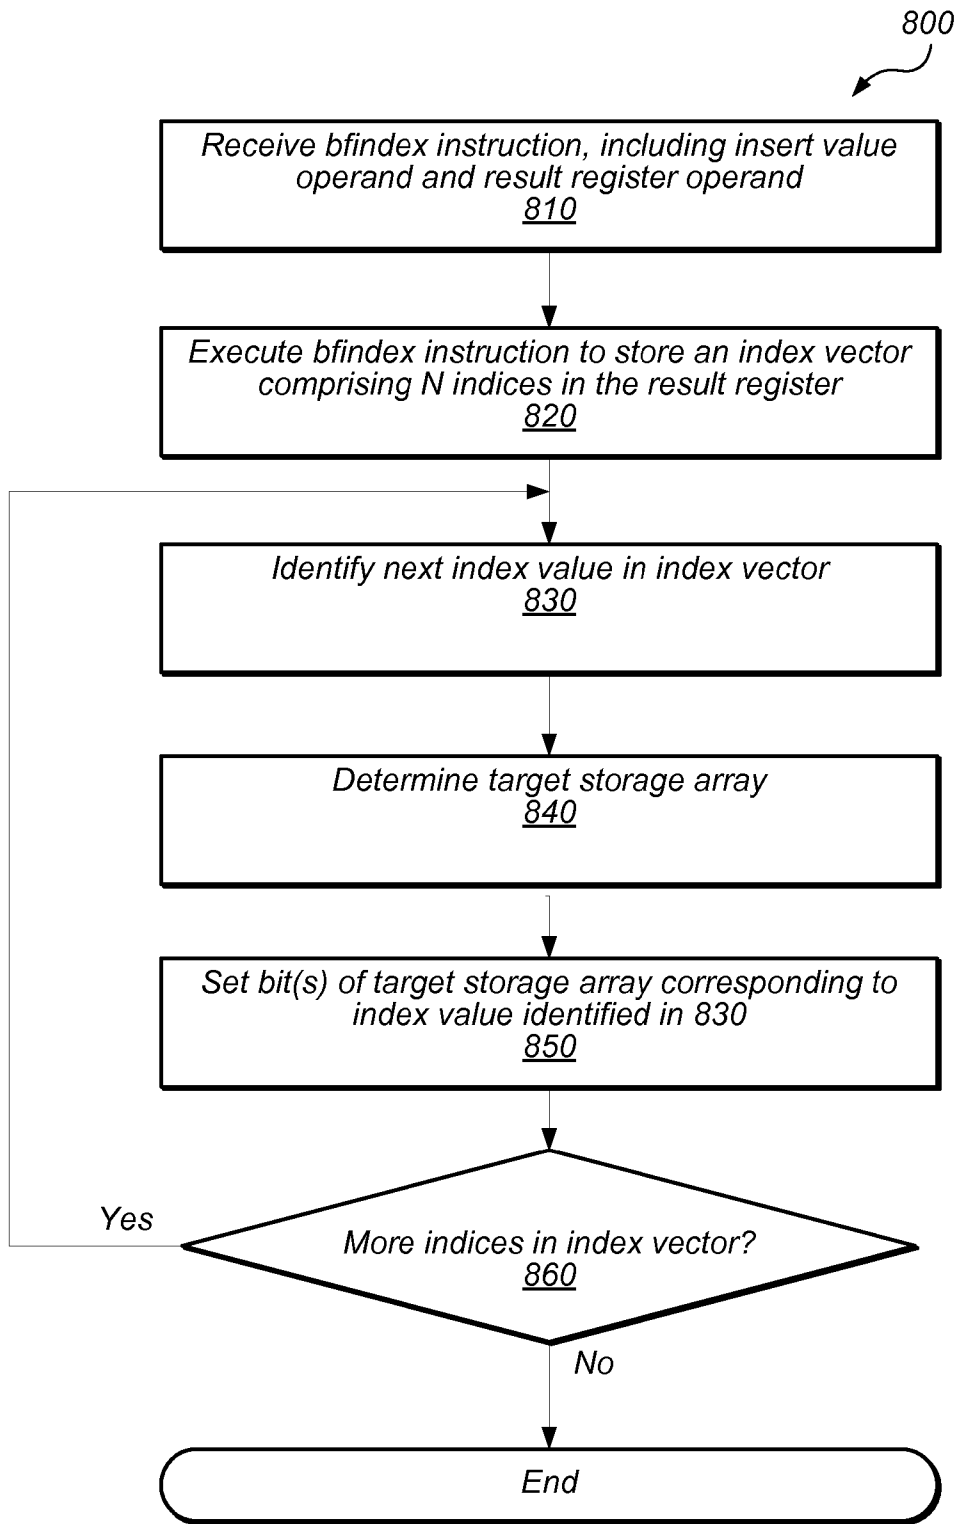 800
Receive bfindex instruction, including insert value
operand and result register operand
810
Execute bfindex instruction to store an index vector
comprising N indices in the result register
820
Identify next index value in index vector
830
Determine target storage array
840
Set bit(s) of target storage array corresponding to
index value identified in 830
850
Yes
More indices in index vector?
860
No
End